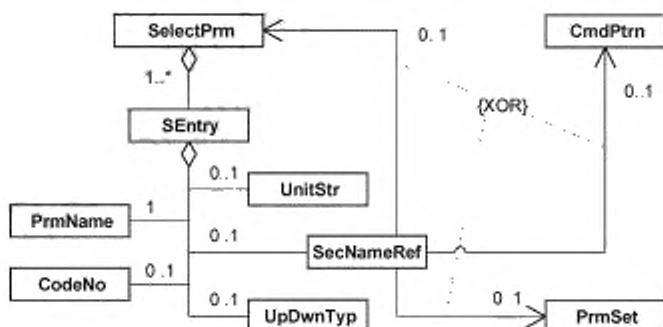 SelectPrm
0..1
CmdPtrn
1..*
0..1
{XOR}
SEntry
0..1
UnitStr
PrmName
1
0..1
SecNameRef
CodeNo
0..1
0..1
UpDwnTyp
0..1
PrmSet